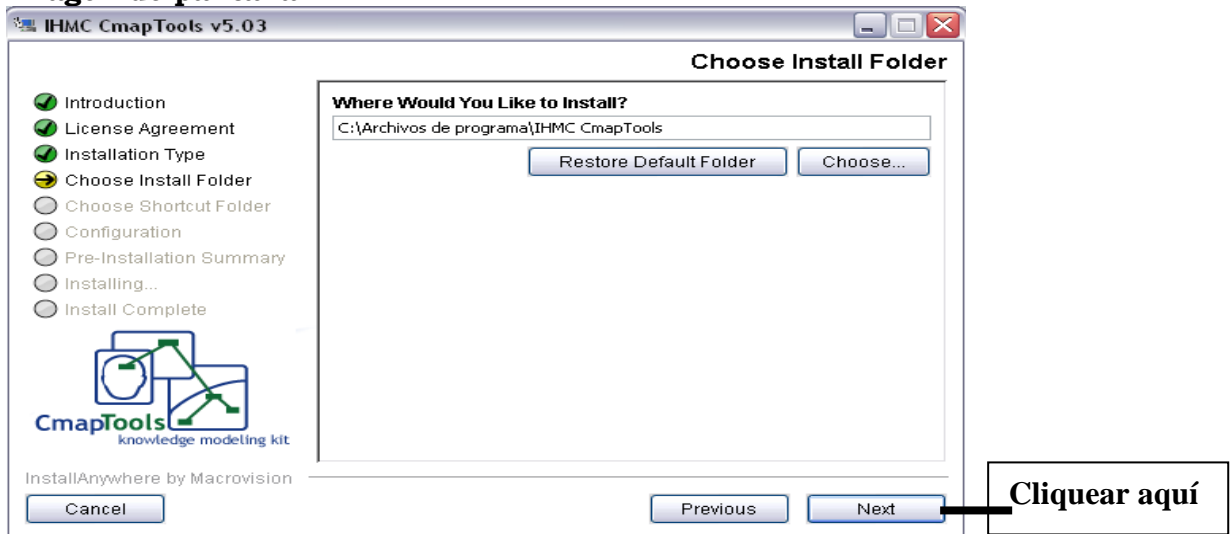 IHMC CmapTools v5.03
Choose Install Folder
Introduction
License Agreement
Installation Type
Choose Install Folder
Choose Shortcut Folder
Configuration
Pre-Installation Summary
Installing...
Install Complete
CmapTools
knowledge modeling kit
Where Would You Like to Install?
C:\Archivos de programa\IHMC CmapTools
Restore Default Folder
Choose...
InstallAnywhere by Macrovision
Cancel
Previous
Next
Cliquear aquí